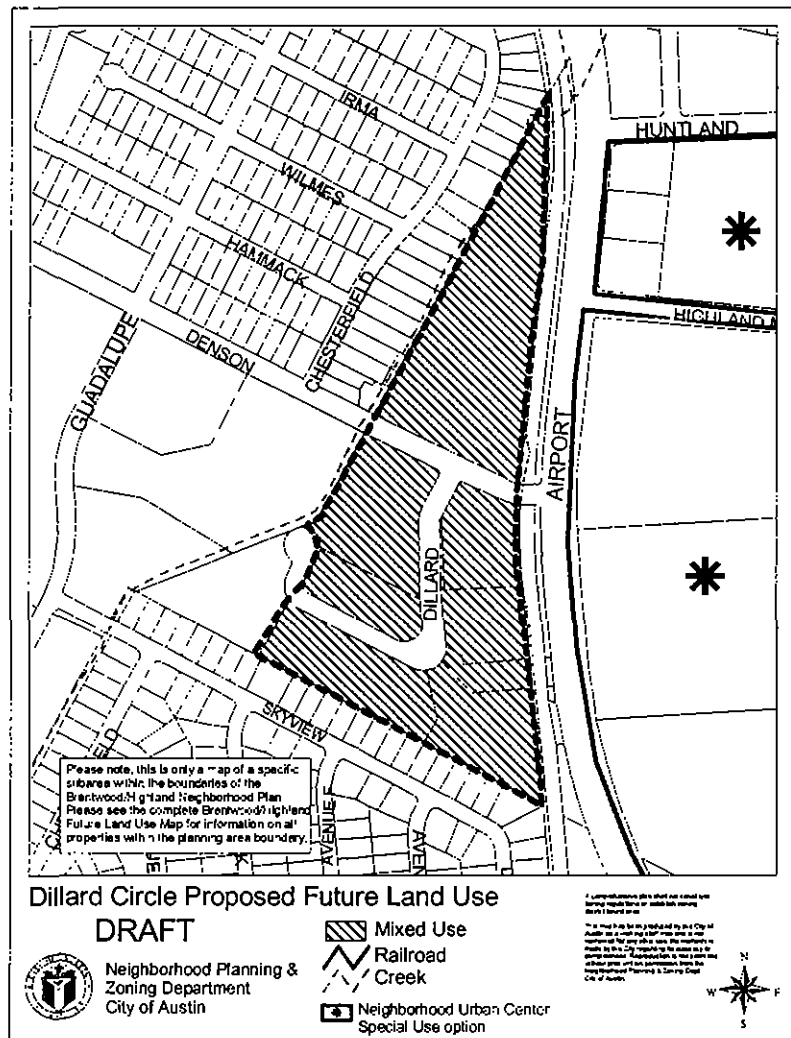 IRMA
HUNTLAND
WILMES
HAMMACK
CHESTERFIELD
HIGHLAND M
GUADALUPE
DENSON
AIRPORT
DILLARD
SKYVIEW
AVENUE F
AVEN
Please note, this is only a map of a specific
subarea within the boundaries of the
Brentwood/Highland Neighborhood Plan
Please see the complete Brentwood/Highland
Future Land Use Map for information on all
properties within the planning area boundary.
Dillard Circle Proposed Future Land Use
DRAFT
Mixed Use
Railroad
Creek
Neighborhood Urban Center
Special Use option
Neighborhood Planning &
Zoning Department
City of Austin
N
W
E
S